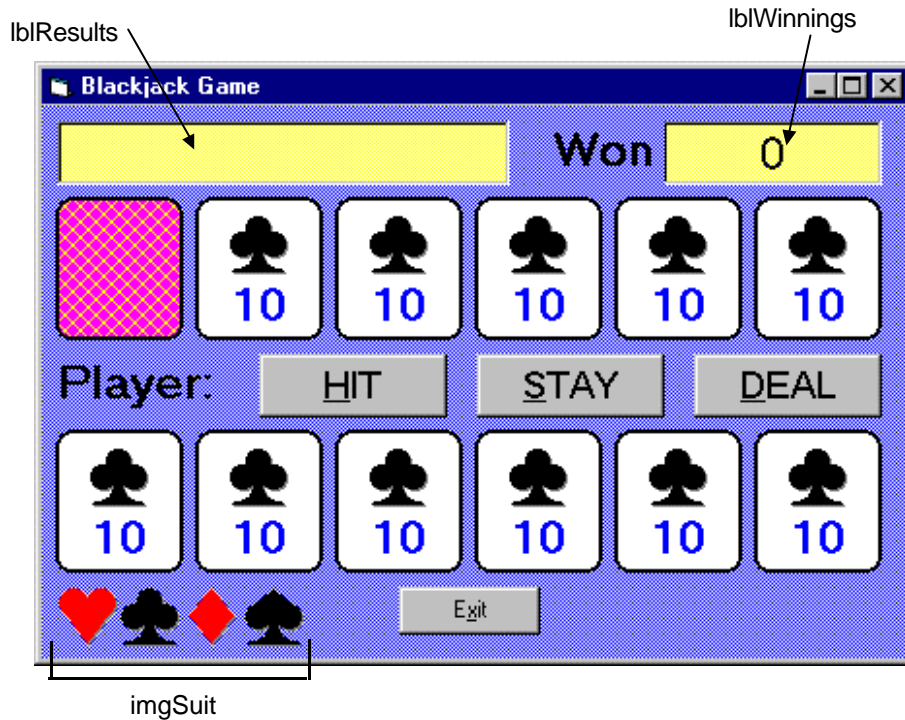 lblResults
lblWinnings
Blackjack Game
Won 0
10 10 10 10 10
Player: HIT STAY DEAL
10 10 10 10 10 10
Exit
imgSuit